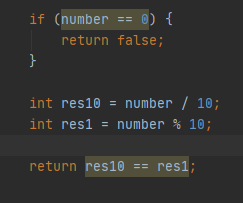 if (number == 0) {
return false;
}
int res10 = number / 10;
int res1 = number % 10;
return res10 == res1;